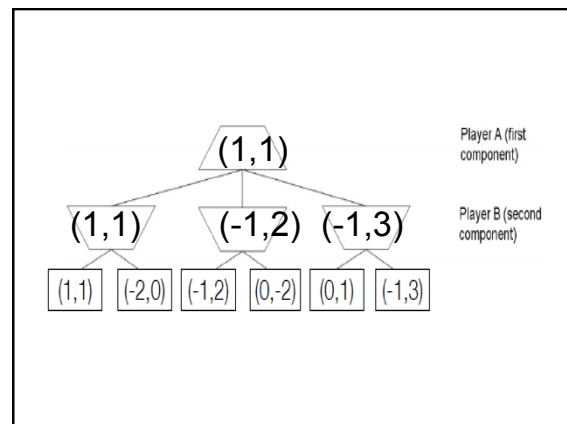 Player A (first
component)
(1,1)
Player B (second
component)
(1,1) (-1,2) (-1,3)
(1,1) (-2,0) (-1,2) (0,-2) (0,1) (-1,3)